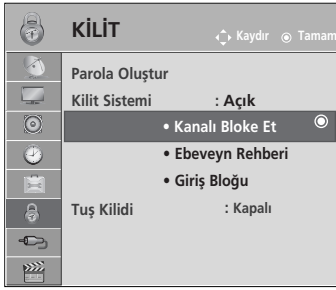 KİLİT Kaydır Tamam
Parola Oluştur
Kilit Sistemi : Açık
• Kanalı Bloke Et
• Ebeveyn Rehberi
• Giriş Bloğu
Tuş Kilidi : Kapalı